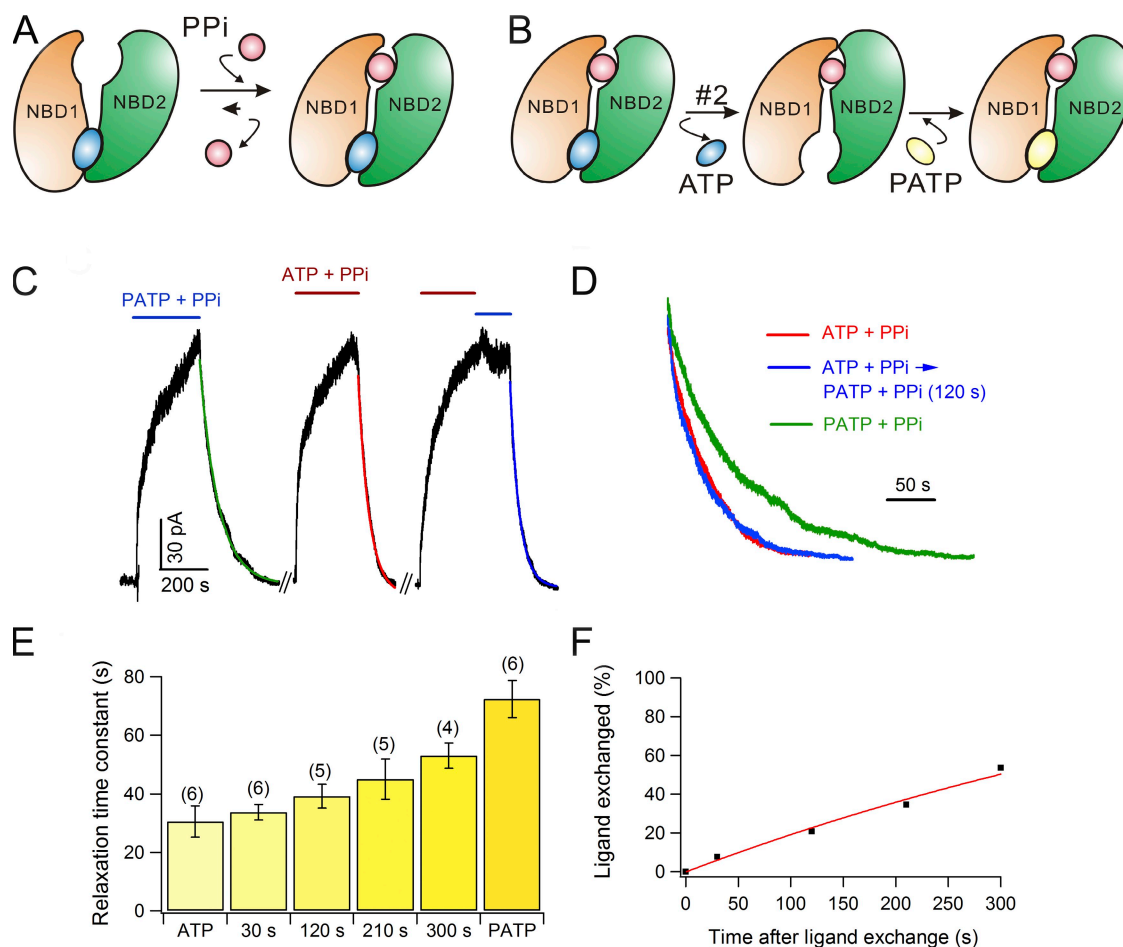 A
PPi
NBD1
NBD2
NBD1
NBD2
B
NBD1
NBD2
#2
ATP
NBD1
NBD2
PATP
NBD1
NBD2
C
PATP + PPi
ATP + PPi
30 pA
200 s
//
//
D
ATP + PPi
ATP + PPi
PATP + PPi (120 s)
PATP + PPi
50 s
E
Relaxation time constant (s)
80
60
40
20
0
(6)
(6)
(5)
(5)
(4)
(6)
ATP
30 s
120 s
210 s
300 s
PATP
F
Ligand exchanged (%)
100
80
60
40
20
0
0
50
100
150
200
250
300
Time after ligand exchange (s)